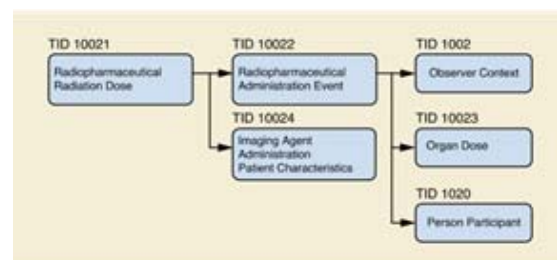 TID 10021
Radiopharmaceutical
Radiation Dose
TID 10022
Radiopharmaceutical
Administration Event
TID 1002
Observer Context
TID 10024
Imaging Agent
Administration
Patient Characteristics
TID 10023
Organ Dose
TID 1020
Person Participant